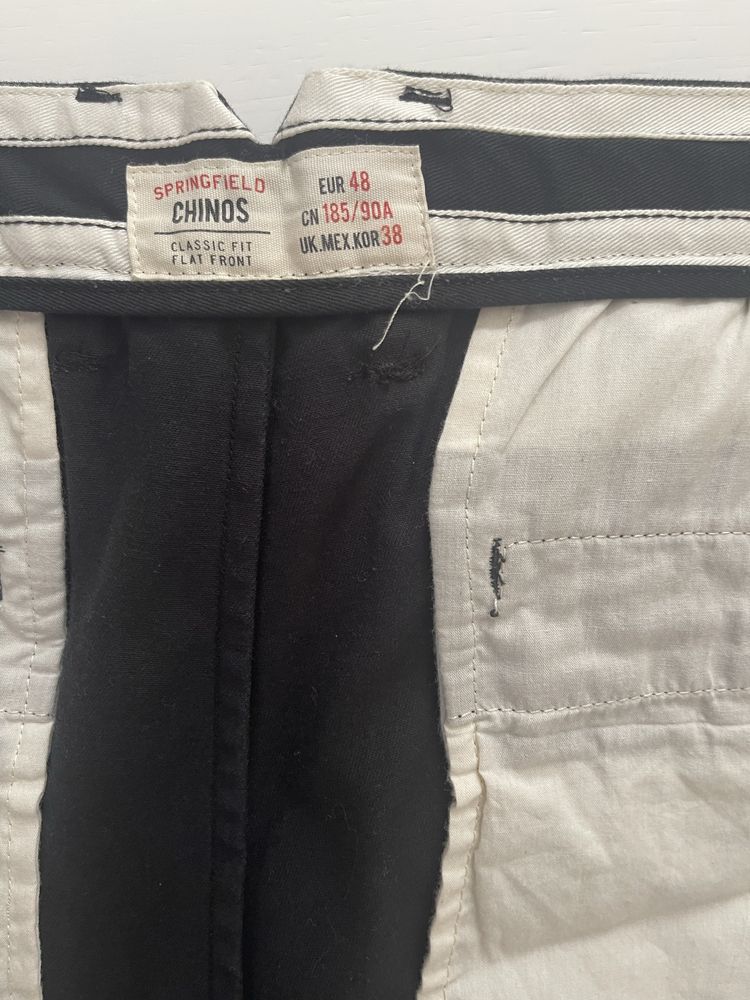 SPRINGFIELD
CHINOS
CLASSIC FIT
FLAT FRONT
EUR 48
CN 185/90A
UK.MEX.KOR 38